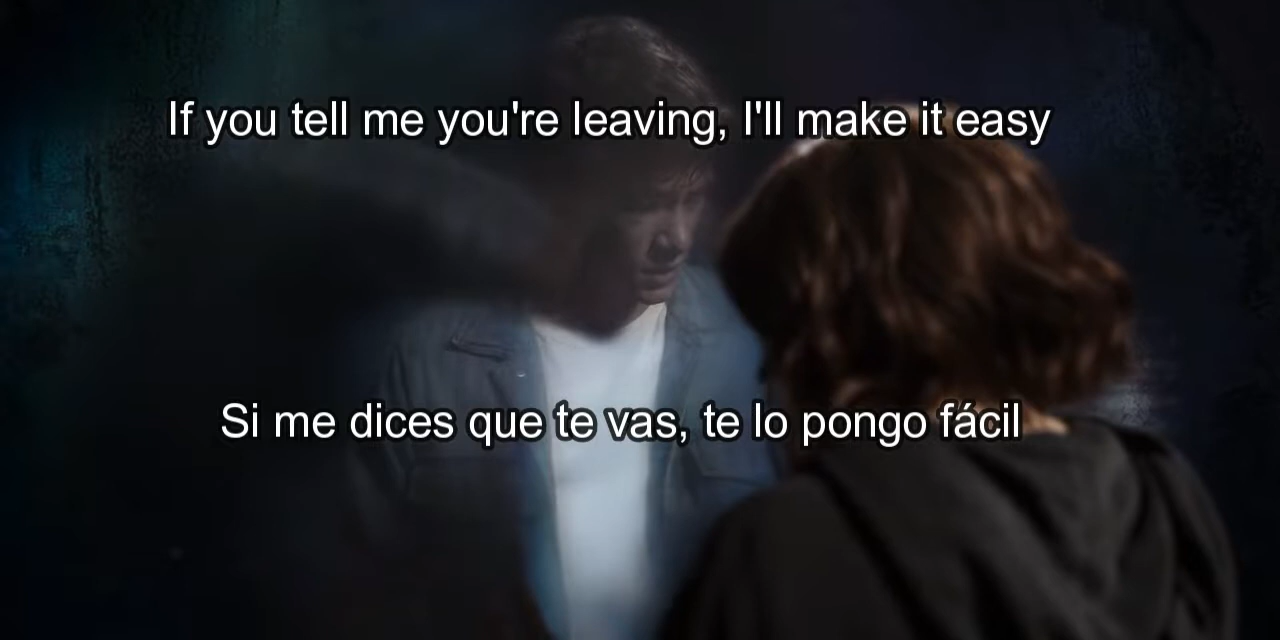 If you tell me you're leaving, I'll make it easy
Si me dices que te vas, te lo pongo fácil